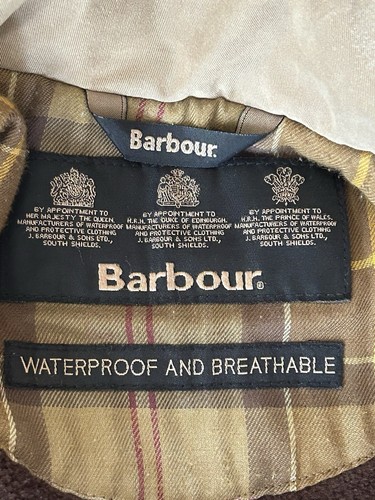 Barbour.
BY APPOINTMENT TO
HER MAJESTY THE QUEEN.
MANUFACTURERS OF WATERPROOF
AND PROTECTIVE CLOTHING
J. BARBOUR & SONS LTD.,
SOUTH SHIELDS.
BY APPOINTMENT TO
H.R.H. THE DUKE OF EDINBURGH.
MANUFACTURERS OF WATERPROOF
AND PROTECTIVE CLOTHING
J. BARBOUR & SONS LTD.,
SOUTH SHIELDS.
BY APPOINTMENT TO
H.R.H. THE PRINCE OF WALES.
MANUFACTURERS OF WATERPROOF
AND PROTECTIVE CLOTHING
J. BARBOUR & SONS LTD.,
SOUTH SHIELDS.
Barbour®
WATERPROOF AND BREATHABLE